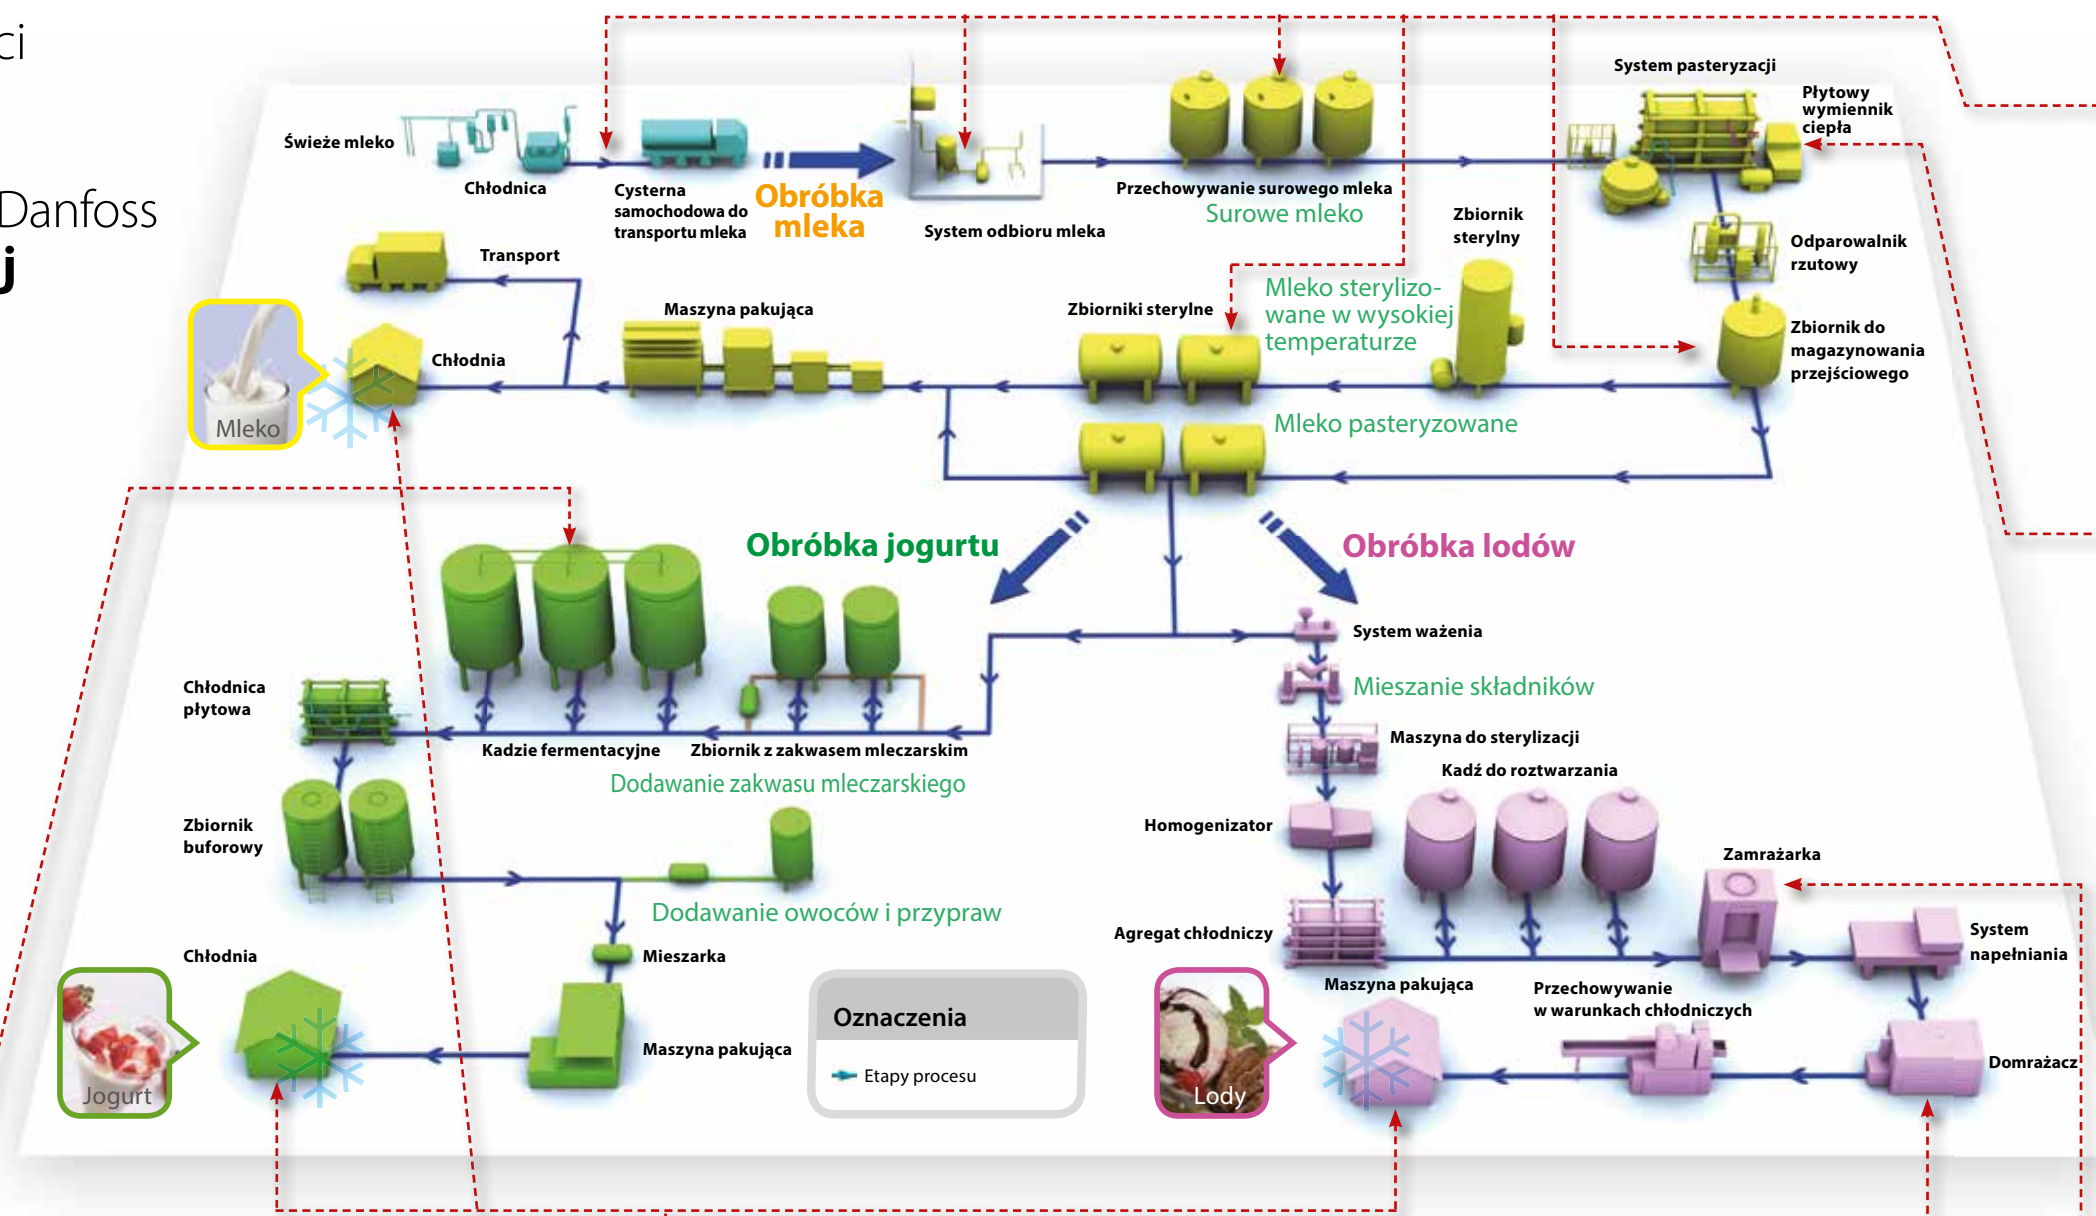 ci
Danfoss
j
Świeże mleko
Chłodnica
Cysterna
samochodowa do
transportu mleka
Obróbka
mleka
System odbioru mleka
Przechowywanie surowego mleka
Surowe mleko
System pasteryzacji
Płytowy
wymiennik
ciepła
Odparowalnik
rzutowy
Zbiornik do
magazynowania
przejściowego
Zbiornik
sterylny
Mleko sterylizo-
wane w wysokiej
temperaturze
Zbiorniki sterylne
Mleko pasteryzowane
Maszyna pakująca
Transport
Chłodnia
Mleko
Obróbka jogurtu
Obróbka lodów
Chłodnica
płytowa
Kadzie fermentacyjne
Zbiornik z zakwasem mleczarskim
Dodawanie zakwasu mleczarskiego
Zbiornik
buforowy
Dodawanie owoców i przypraw
Mieszarka
Maszyna pakująca
Chłodnia
Jogurt
Oznaczenia
Etapy procesu
System ważenia
Mieszanie składników
Maszyna do sterylizacji
Kadź do roztwarzania
Homogenizator
Agregat chłodniczy
Zamrażarka
System
napełniania
Domrażacz
Przechowywanie
w warunkach chłodniczych
Maszyna pakująca
Lody